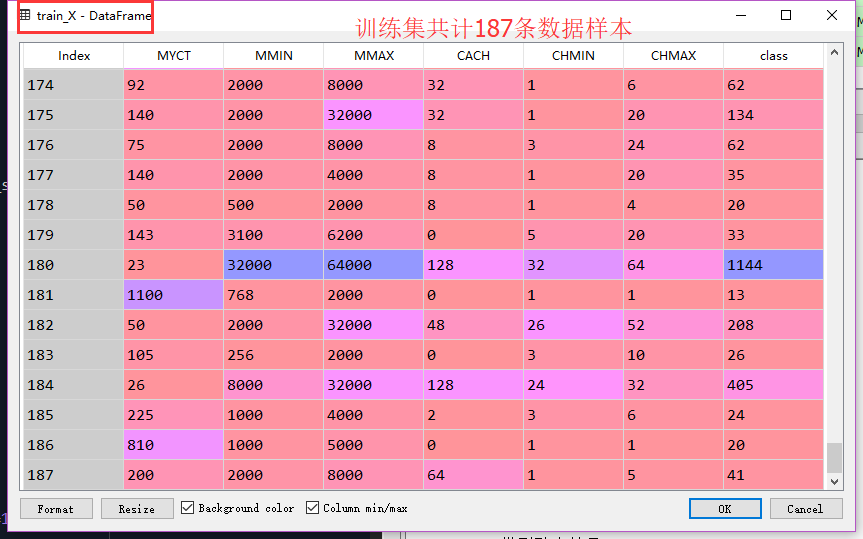 train_X - DataFrame
训练集共计187条数据样本
Index MYCT MMIN MMAX CACH CHMIN CHMAX class
174 92 2000 8000 32 1 6 62
175 140 2000 32000 32 1 20 134
176 75 2000 8000 8 3 24 62
177 140 2000 4000 8 1 20 35
178 50 500 2000 8 1 4 20
179 143 3100 6200 0 5 20 33
180 23 32000 64000 128 32 64 1144
181 1100 768 2000 0 1 1 13
182 50 2000 32000 48 26 52 208
183 105 256 2000 0 3 10 26
184 26 8000 32000 128 24 32 405
185 225 1000 4000 2 3 6 24
186 810 1000 5000 0 1 1 20
187 200 2000 8000 64 1 5 41
Format Resize Background color Column min/max OK Cancel